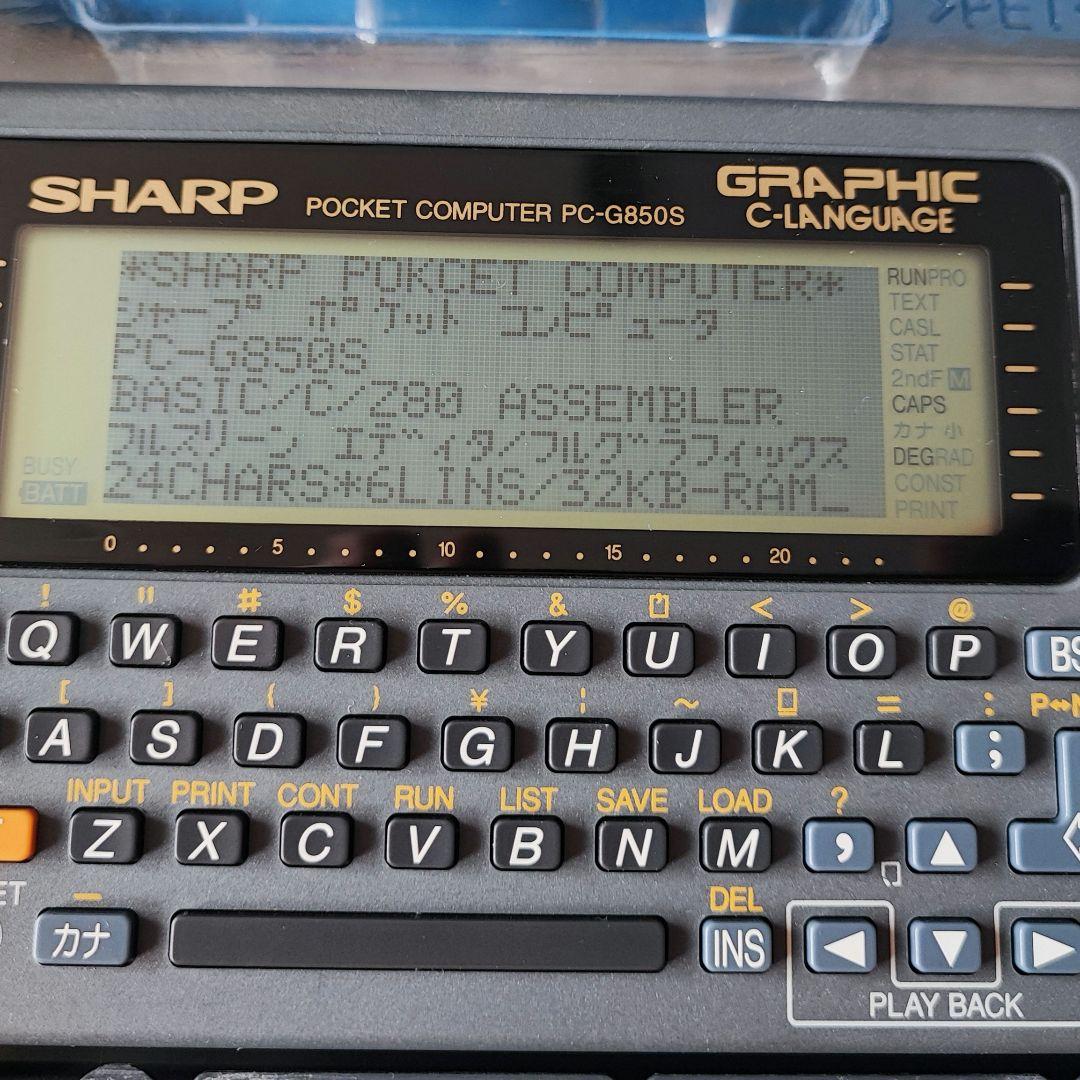 SHARP POCKET COMPUTER PC-G850S GRAPHIC
C-LANGUAGE
*SHARP POKCET COMPUTER*
シャープ ポケット コンピュータ
PC-G850S
BASIC/C/Z80 ASSEMBLER
フルスリーン エディタ/フルグラフィックス
24CHARS*6LINS/32KB-RAM_
BUSY
BATT
RUNPRO
TEXT
CASL
STAT
2ndF M
CAPS
カナ 小
DEGRAD
CONST
PRINT
0 5 10 15 20
! " # $ % & < > @
Q W E R T Y U I O P BS
[ ] { } ¥ ¦ ~ = : P↔N
A S D F G H J K L ;
INPUT PRINT CONT RUN LIST SAVE LOAD ?
Z X C V B N M , ▲
DEL
カナ INS ◀ ▼ ▶
PLAY BACK